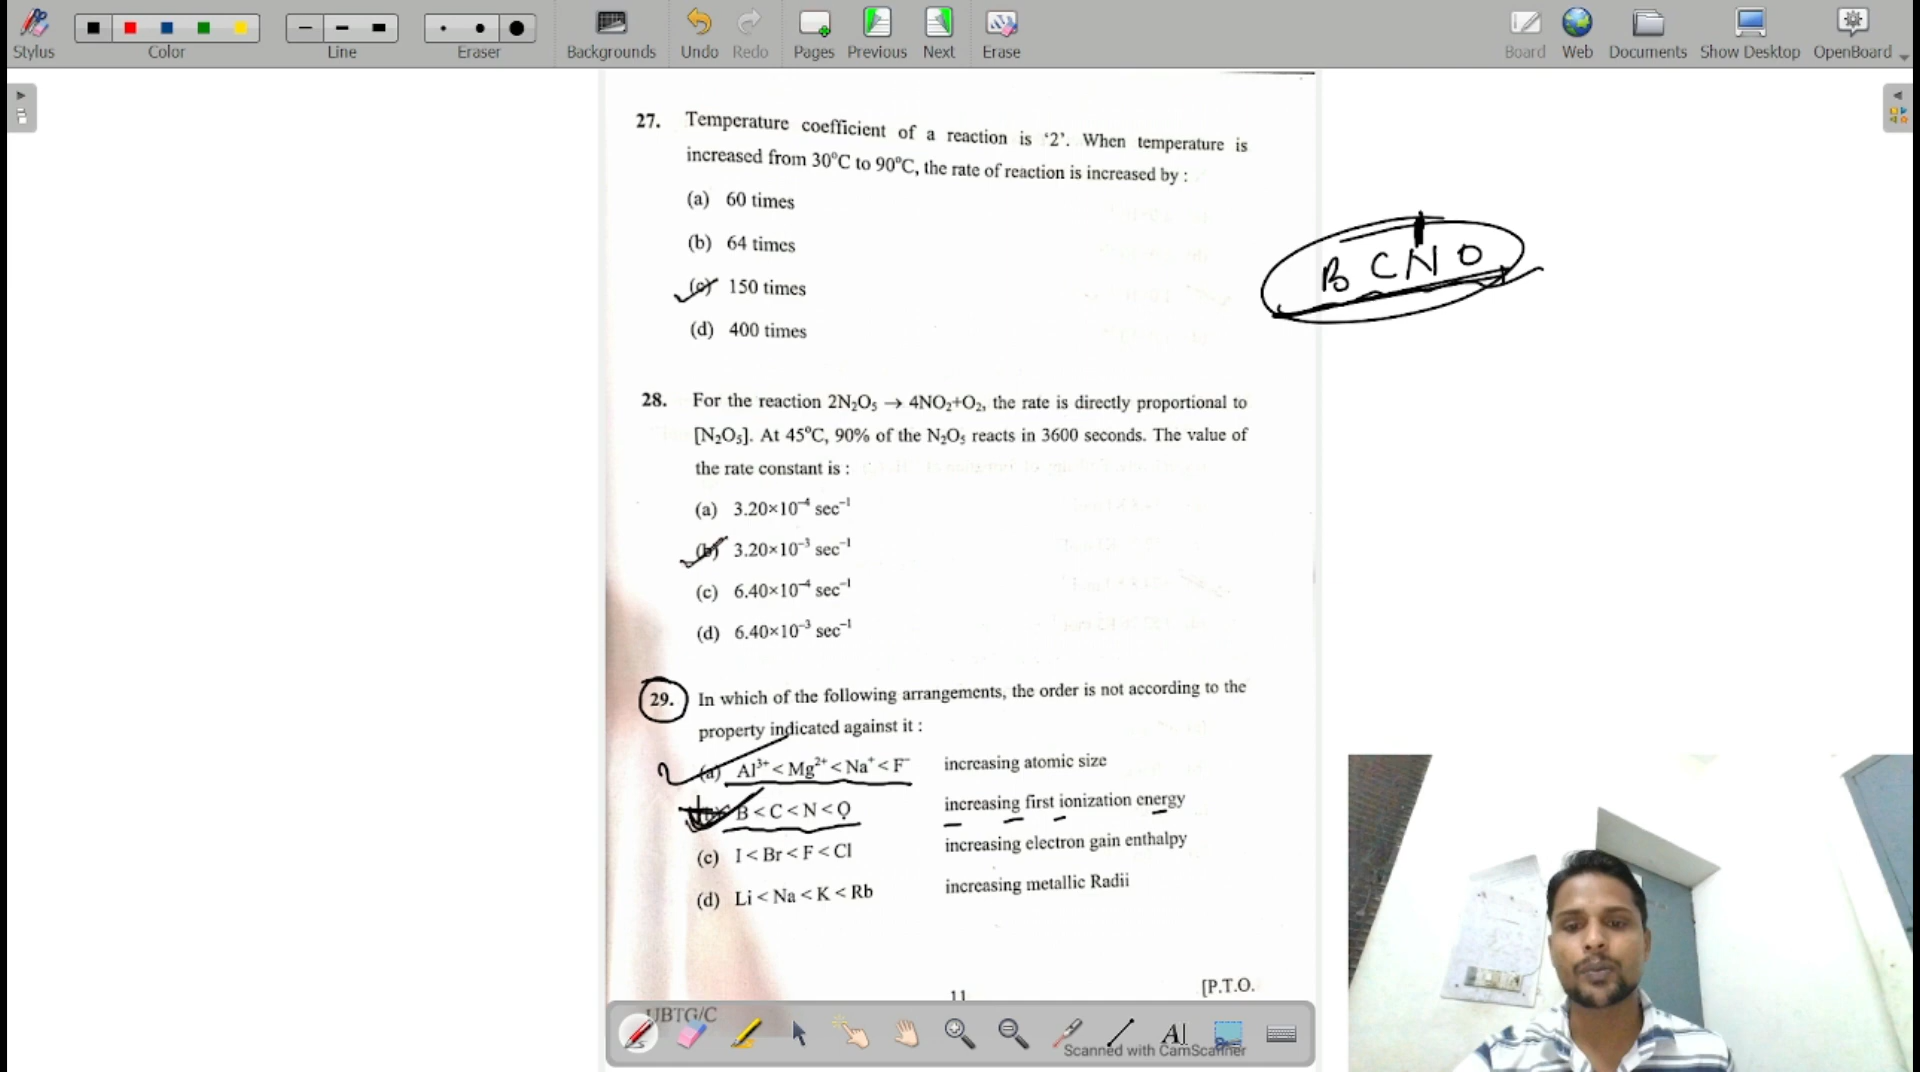 Stylus
Color
Line
Eraser
Backgrounds
Undo Redo
Pages Previous Next
Erase
Board Web Documents Show Desktop OpenBoard
27. Temperature coefficient of a reaction is ‘2’. When temperature is
increased from 30°C to 90°C, the rate of reaction is increased by :
(a) 60 times
(b) 64 times
(c) 150 times
(d) 400 times
B C N O
28. For the reaction 2N₂O₅ → 4NO₂+O₂, the rate is directly proportional to
[N₂O₅]. At 45°C, 90% of the N₂O₅ reacts in 3600 seconds. The value of
the rate constant is :
(a) 3.20×10⁻⁴ sec⁻¹
(b) 3.20×10⁻³ sec⁻¹
(c) 6.40×10⁻⁴ sec⁻¹
(d) 6.40×10⁻³ sec⁻¹
29. In which of the following arrangements, the order is not according to the
property indicated against it :
(a) Al³⁺ < Mg²⁺ < Na⁺ < F⁻ increasing atomic size
B < C < N < O increasing first ionization energy
(c) I < Br < F < Cl increasing electron gain enthalpy
(d) Li < Na < K < Rb increasing metallic Radii
11
[P.T.O.
UBTG/C
Scanned with CamScanner